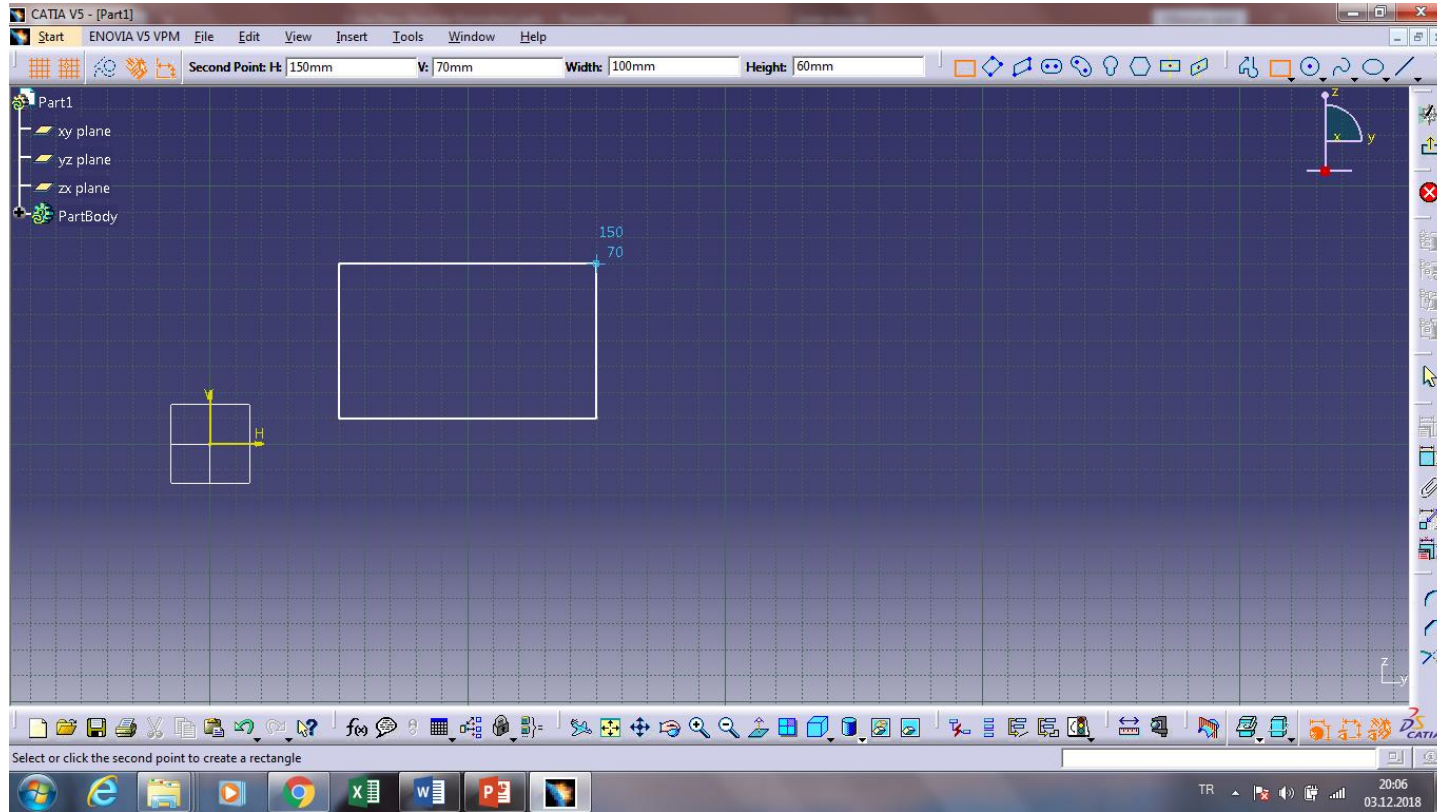 CATIA V5 - [Part1]
Start ENOVIA V5 VPM File Edit View Insert Tools Window Help
Second Point: H: 150mm V: 70mm Width: 100mm Height: 60mm
Part1
xy plane
yz plane
zx plane
PartBody
z
x y
150
70
V
H
z
y
f(x)
CATIA
Select or click the second point to create a rectangle
TR 20:06
03.12.2018